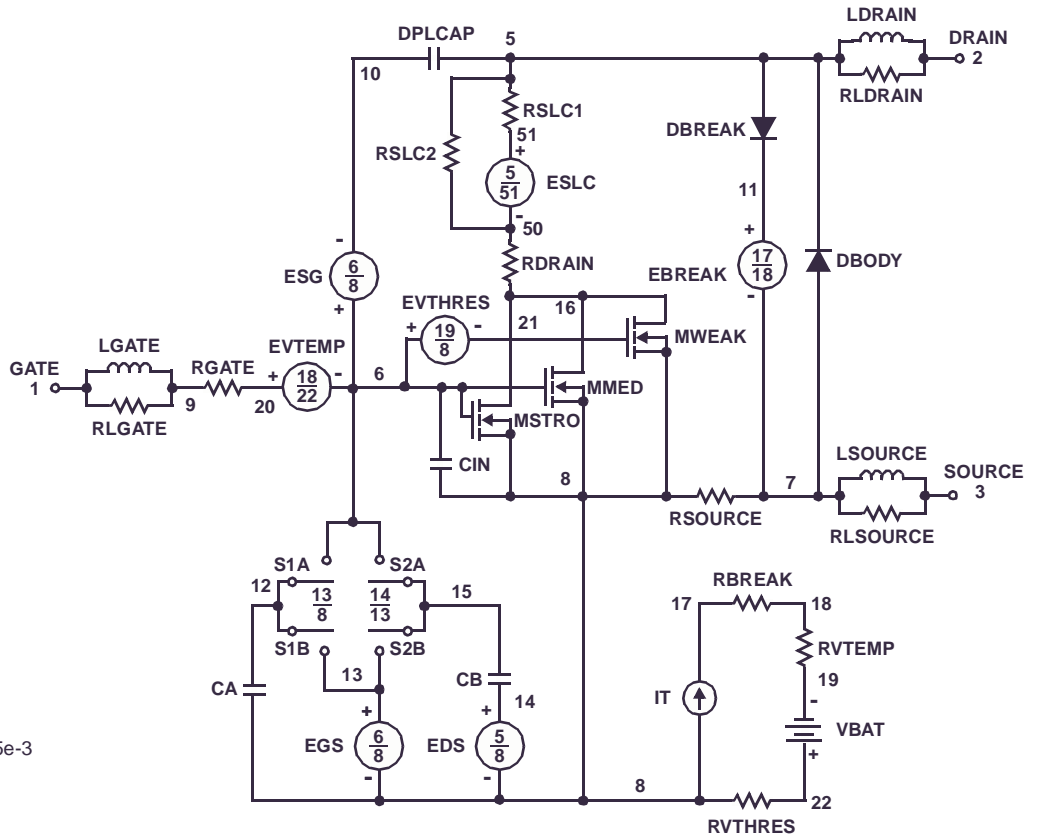 LDRAIN
DPLCAP
5
DRAIN
2
10
RLDRAIN
RSLC1
51
DBREAK
RSLC2
+
5
51
ESLC
-
50
11
+
17
18
EBREAK
-
DBODY
RDRAIN
-
ESG
6
8
+
EVTHRES
+
19
8
-
21
16
MWEAK
LGATE
EVTEMP
GATE
1
RGATE
+
18
22
-
6
9
20
RLGATE
MMED
MSTRO
CIN
8
LSOURCE
7
SOURCE
3
RSOURCE
RLSOURCE
S1A
S2A
12
13
8
14
13
15
S1B
S2B
13
CA
CB
14
+
EGS
6
8
-
+
EDS
5
8
-
RBREAK
17
18
RVTEMP
19
IT
-
VBAT
+
8
22
RVTHRES
5e-3